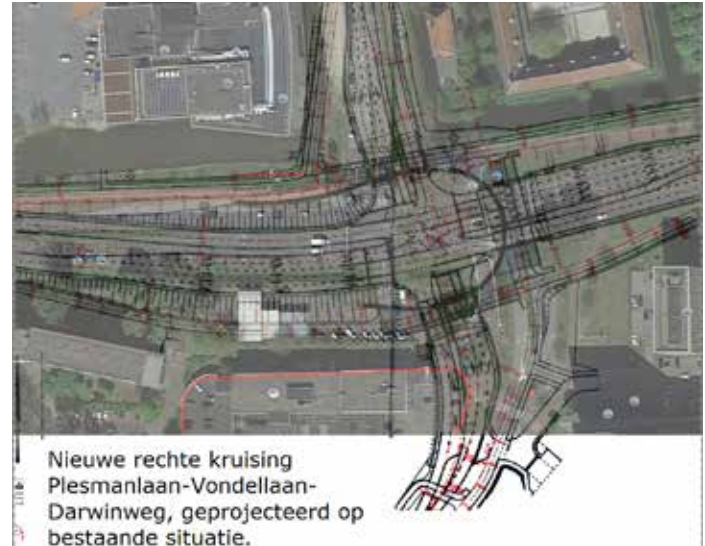 Nieuwe rechte kruising
Plesmanlaan-Vondellaan-
Darwinweg, geprojecteerd op
bestaande situatie.